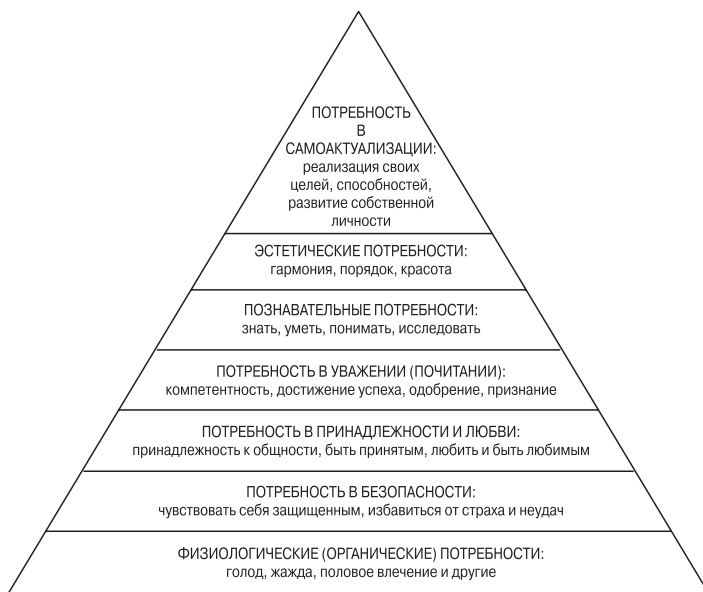 ПОТРЕБНОСТЬ
В
САМОАКТУАЛИЗАЦИИ:
реализация своих
целей, способностей,
развитие собственной
личности
ЭСТЕТИЧЕСКИЕ ПОТРЕБНОСТИ:
гармония, порядок, красота
ПОЗНАВАТЕЛЬНЫЕ ПОТРЕБНОСТИ:
знать, уметь, понимать, исследовать
ПОТРЕБНОСТЬ В УВАЖЕНИИ (ПОЧИТАНИИ):
компетентность, достижение успеха, одобрение, признание
ПОТРЕБНОСТЬ В ПРИНАДЛЕЖНОСТИ И ЛЮБВИ:
принадлежность к общности, быть принятым, любить и быть любимым
ПОТРЕБНОСТЬ В БЕЗОПАСНОСТИ:
чувствовать себя защищенным, избавиться от страха и неудач
ФИЗИОЛОГИЧЕСКИЕ (ОРГАНИЧЕСКИЕ) ПОТРЕБНОСТИ:
голод, жажда, половое влечение и другие